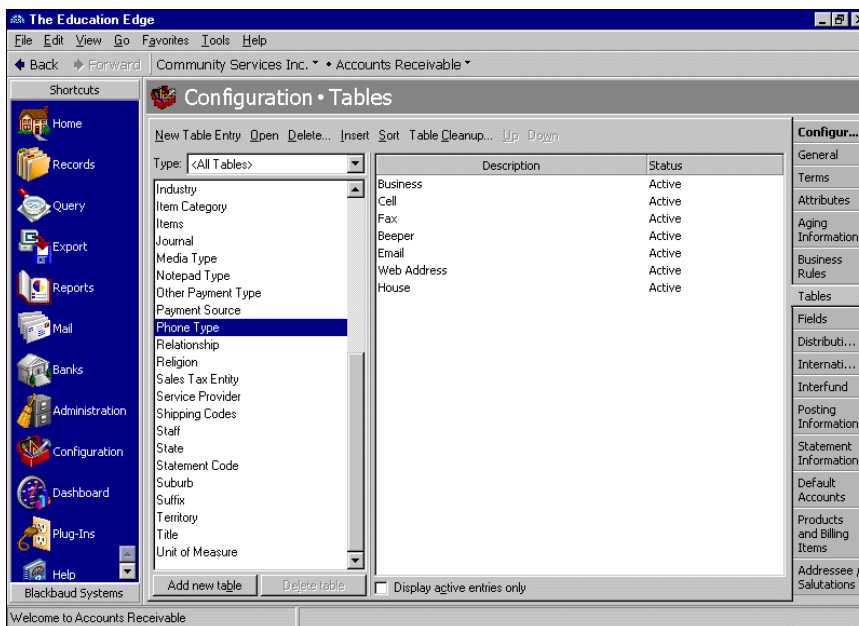 The Education Edge
File Edit View Go Favorites Tools Help
Back Forward Community Services Inc. • Accounts Receivable
Shortcuts
Home
Records
Query
Export
Reports
Mail
Banks
Administration
Configuration
Dashboard
Plug-Ins
Help
Blackbaud Systems
Configuration • Tables
New Table Entry Open Delete... Insert Sort Table Cleanup... Up Down
Type: <All Tables>
Industry
Item Category
Items
Journal
Media Type
Notepad Type
Other Payment Type
Payment Source
Phone Type
Relationship
Religion
Sales Tax Entity
Service Provider
Shipping Codes
Staff
State
Statement Code
Suburb
Suffix
Territory
Title
Unit of Measure
Add new table Delete table
Description Status
Business Active
Cell Active
Fax Active
Beeper Active
Email Active
Web Address Active
House Active
Display active entries only
Configur...
General
Terms
Attributes
Aging
Information
Business
Rules
Tables
Fields
Distributi...
Internati...
Interfund
Posting
Information
Statement
Information
Default
Accounts
Products
and Billing
Items
Addressee /
Salutations
Welcome to Accounts Receivable